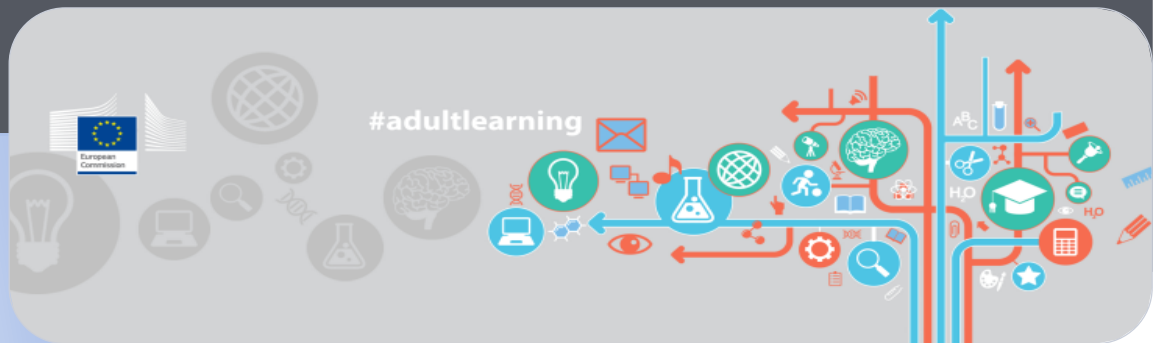 #adultlearning
European
Commission
ABC
H₂O
H₂O